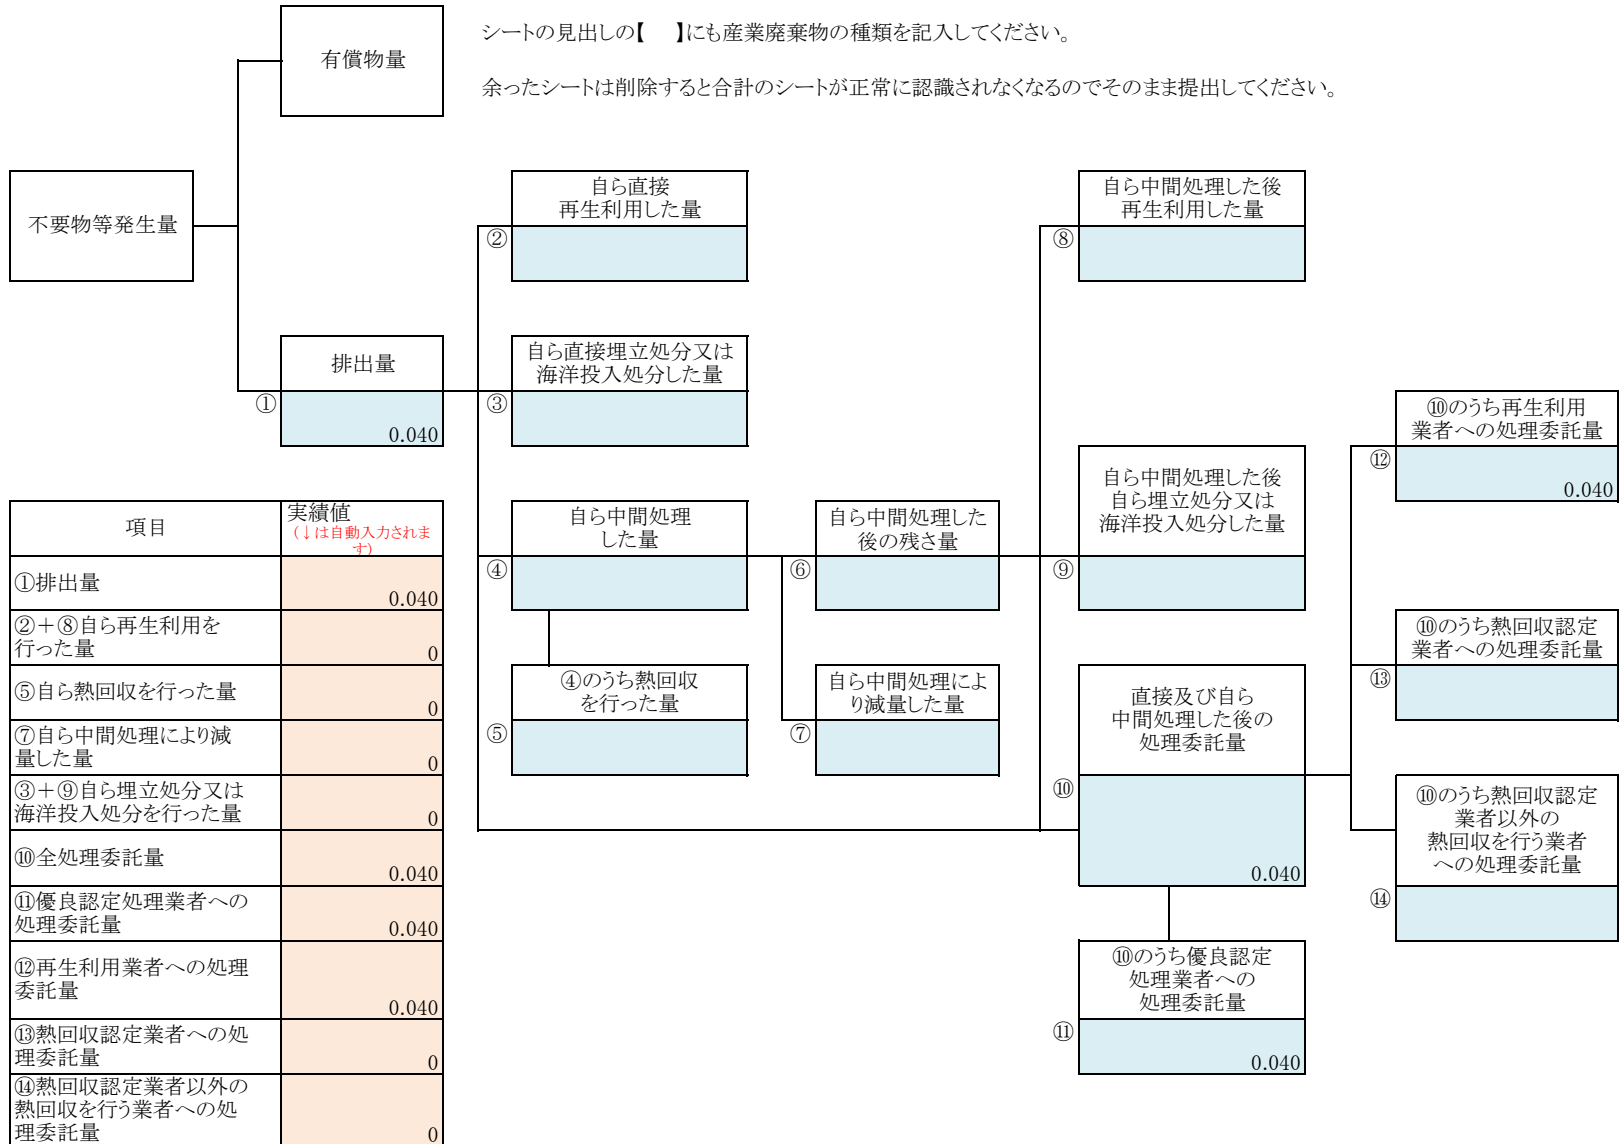 シートの見出しの【　】にも産業廃棄物の種類を記入してください。
余ったシートは削除すると合計のシートが正常に認識されなくなるのでそのまま提出してください。
有償物量
不要物等発生量
自ら直接
再生利用した量
②
自ら中間処理した後
再生利用した量
⑧
排出量
①
0.040
自ら直接埋立処分又は
海洋投入処分した量
③
⑩のうち再生利用
業者への処理委託量
⑫
0.040
自ら中間処理
した量
④
自ら中間処理した
後の残さ量
⑥
自ら中間処理した後
自ら埋立処分又は
海洋投入処分した量
⑨
⑩のうち熱回収認定
業者への処理委託量
⑬
④のうち熱回収
を行った量
⑤
自ら中間処理によ
り減量した量
⑦
直接及び自ら
中間処理した後の
処理委託量
⑩
0.040
⑩のうち熱回収認定
業者以外の
熱回収を行う業者
への処理委託量
⑭
⑩のうち優良認定
処理業者への
処理委託量
⑪
0.040
項目
実績値
(↓は自動入力されま
す)
①排出量
0.040
②＋⑧自ら再生利用を
行った量
0
⑤自ら熱回収を行った量
0
⑦自ら中間処理により減
量した量
0
③＋⑨自ら埋立処分又は
海洋投入処分を行った量
0
⑩全処理委託量
0.040
⑪優良認定処理業者への
処理委託量
0.040
⑫再生利用業者への処理
委託量
0.040
⑬熱回収認定業者への処
理委託量
0
⑭熱回収認定業者以外の
熱回収を行う業者への処
理委託量
0